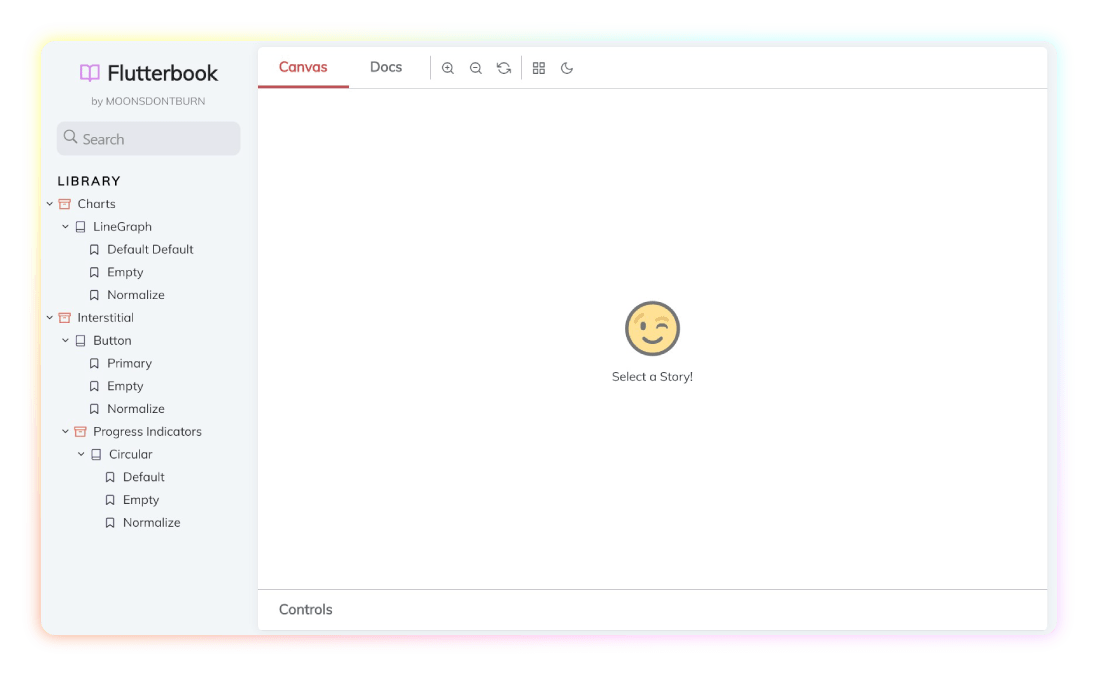 Flutterbook
by MOONSDONTBURN
Search
LIBRARY
Charts
LineGraph
Default Default
Empty
Normalize
Interstitial
Button
Primary
Empty
Normalize
Progress Indicators
Circular
Default
Empty
Normalize
Canvas Docs
Select a Story!
Controls